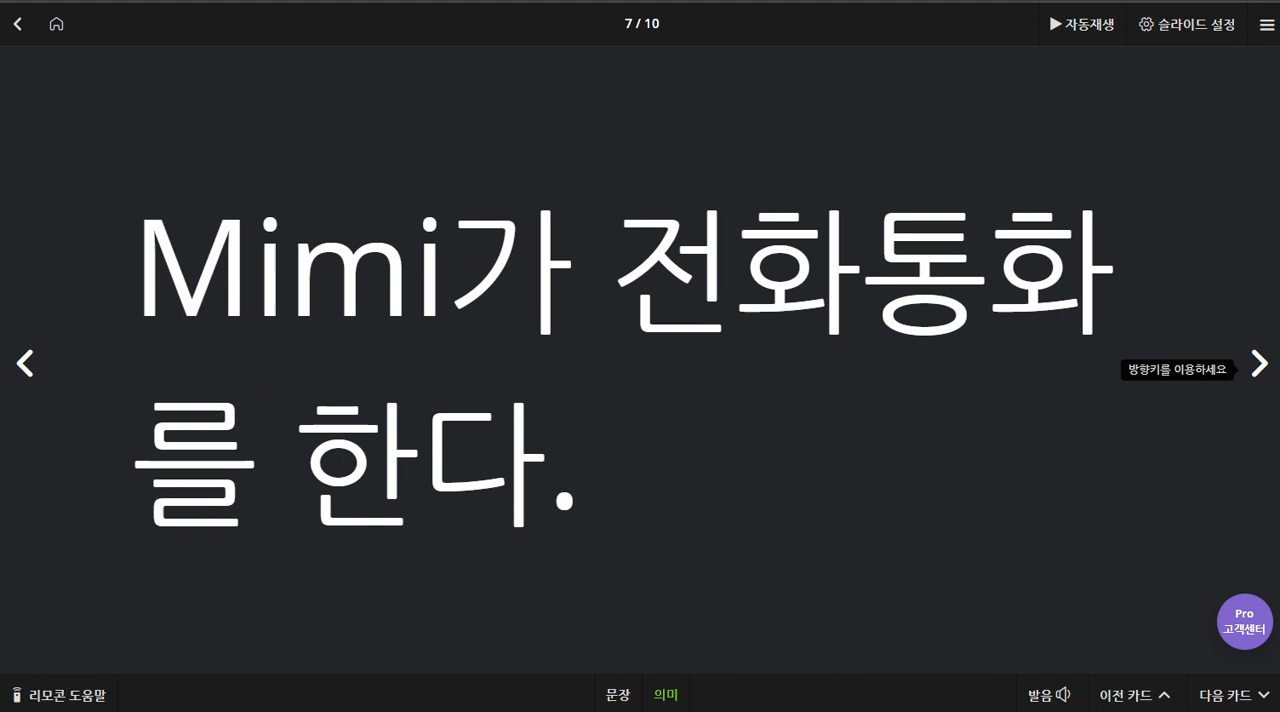 7 / 10
자동재생
슬라이드 설정
Mimi가 전화통화
를 한다.
방향키를 이용하세요
Pro
고객센터
리모콘 도움말
문장
의미
발음
이전 카드
다음 카드